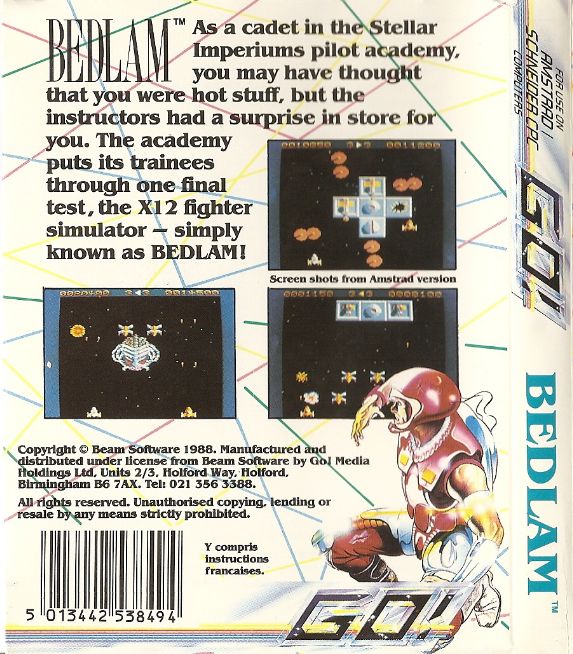 BEDLAM™
As a cadet in the Stellar
Imperiums pilot academy,
you may have thought
that you were hot stuff, but the
instructors had a surprise in store for
you. The academy
puts its trainees
through one final
test, the X12 fighter
simulator – simply
known as BEDLAM!
Screen shots from Amstrad version
Copyright © Beam Software 1988. Manufactured and
distributed under license from Beam Software by Go! Media
Holdings Ltd, Units 2/3, Holford Way, Holford,
Birmingham B6 7AX. Tel: 021 356 3388.
All rights reserved. Unauthorised copying, lending or
resale by any means strictly prohibited.
Y compris
instructions
francaises.
5 013442 538494
GO!
FOR USE ON
AMSTRAD/
SCHNEIDER CPC
COMPUTERS
GO!
BEDLAM™